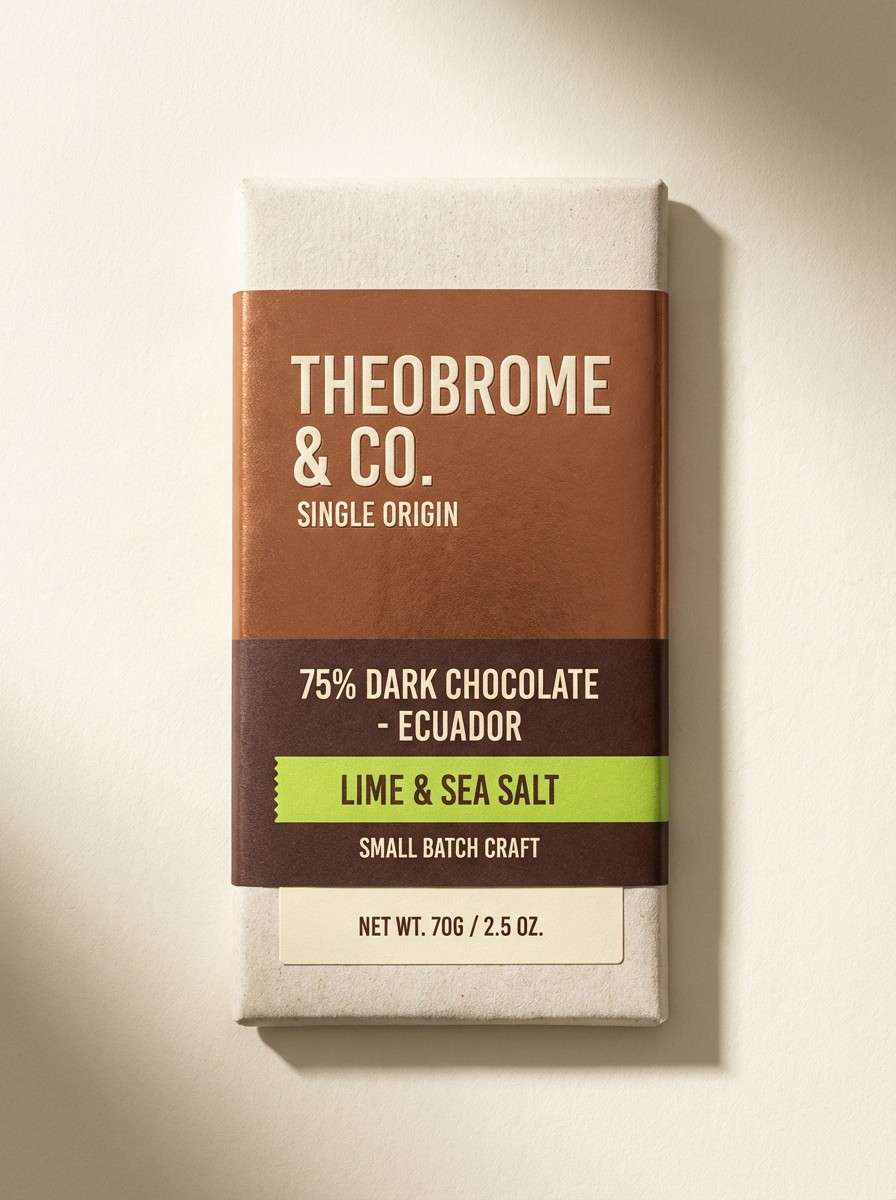 THEOBROME
& CO.
SINGLE ORIGIN
75% DARK CHOCOLATE
- ECUADOR
LIME & SEA SALT
SMALL BATCH CRAFT
NET WT. 70G / 2.5 OZ.